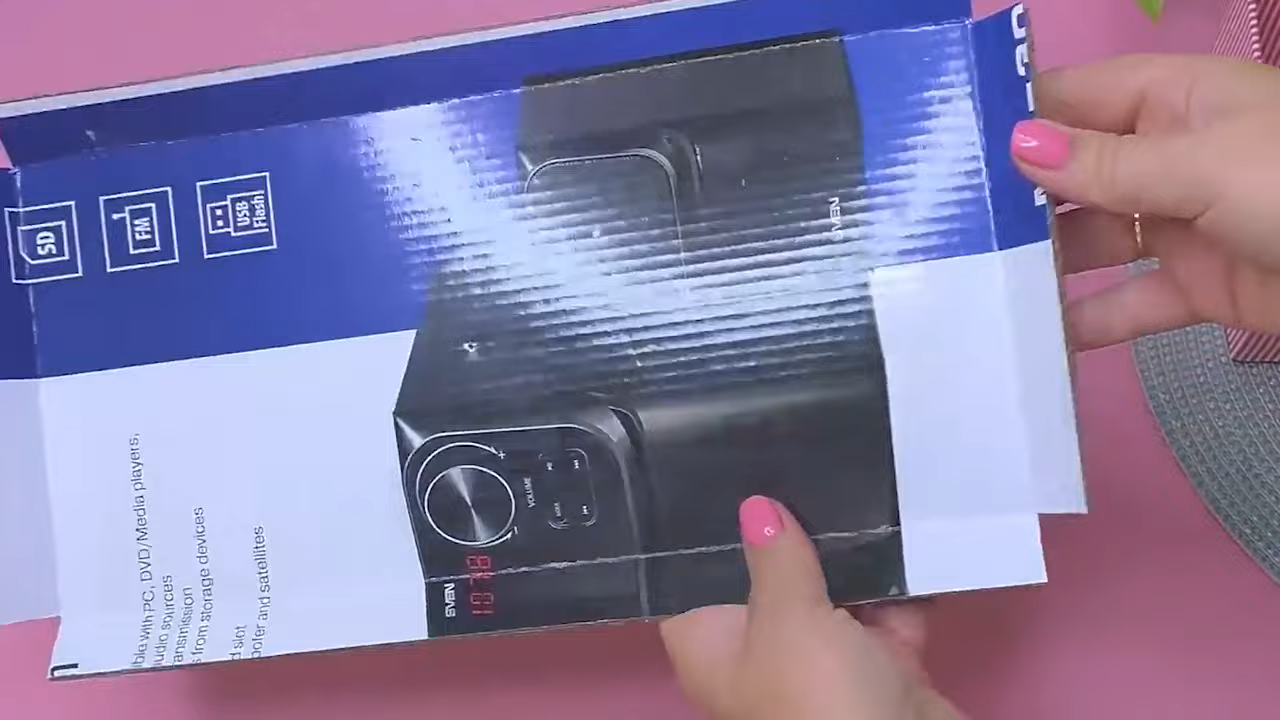 SD
FM
USB
Flash!
SVEN
VOLUME
SVEN
ible with PC, DVD/Media players,
udio sources
ansmission
s from storage devices
d slot
oofer and satellites